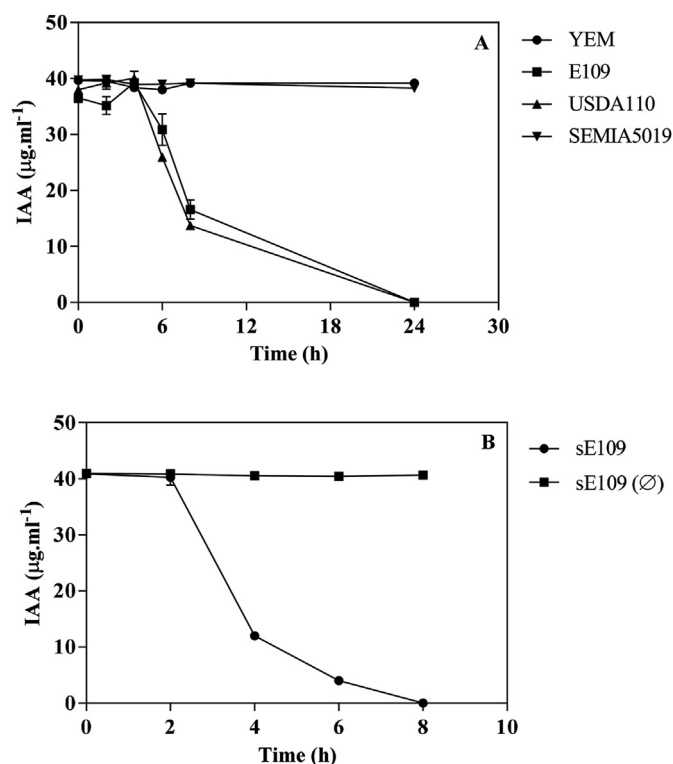 A
50
40
30
20
10
0
IAA (µg.ml⁻¹)
0 6 12 18 24 30
Time (h)
YEM
E109
USDA110
SEMIA5019
B
50
40
30
20
10
0
IAA (µg.ml⁻¹)
0 2 4 6 8 10
Time (h)
sE109
sE109 (∅)